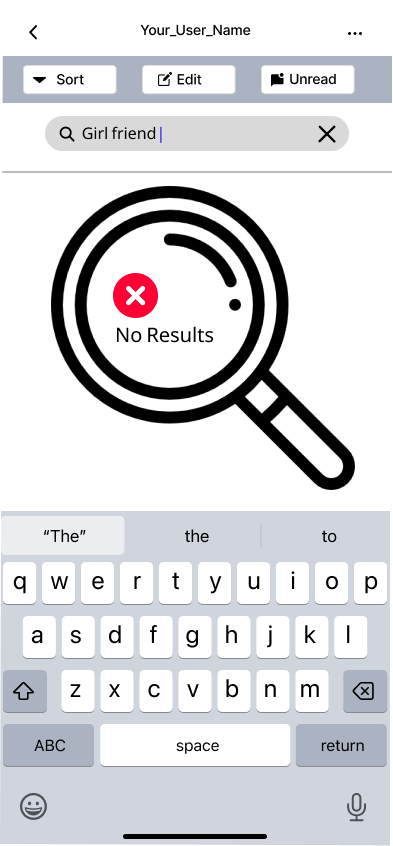 Your_User_Name
Sort Edit Unread
Girl friend
No Results
“The” the to
q w e r t y u i o p
a s d f g h j k l
z x c v b n m
ABC space return